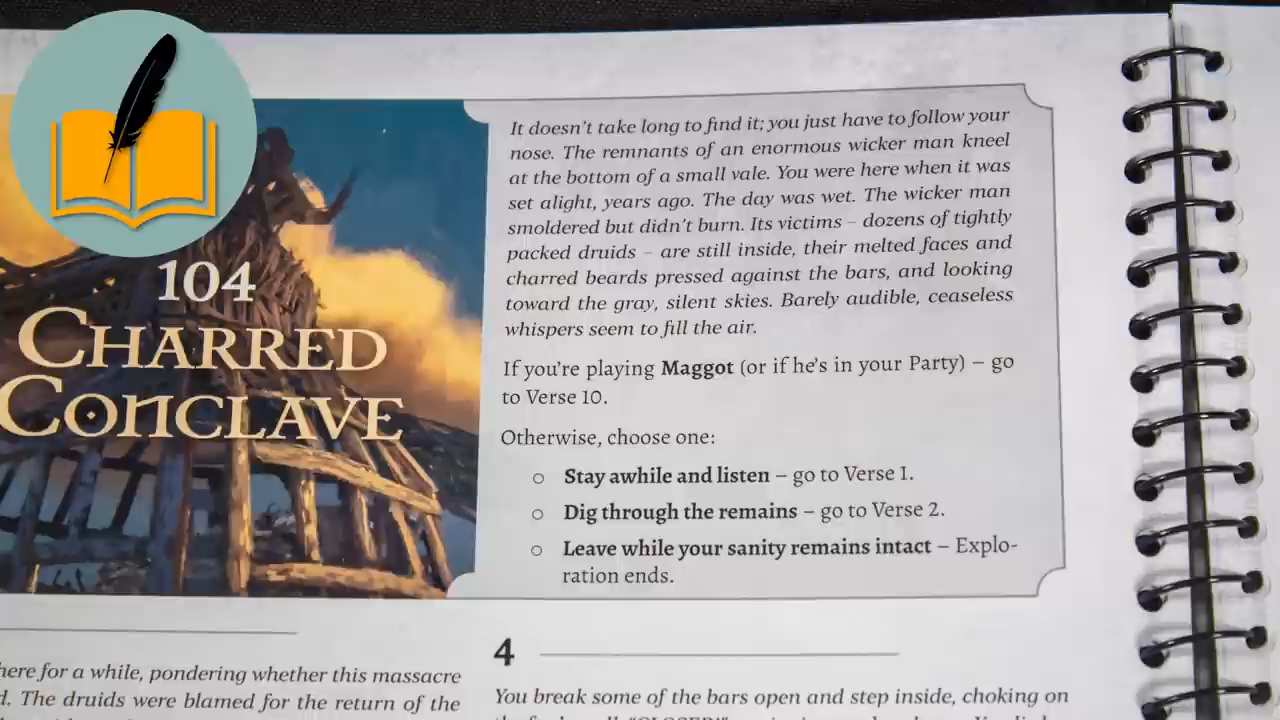 104
CHARRED
CONCLAVE
It doesn't take long to find it; you just have to follow your
nose. The remnants of an enormous wicker man kneel
at the bottom of a small vale. You were here when it was
set alight, years ago. The day was wet. The wicker man
smoldered but didn't burn. Its victims – dozens of tightly
packed druids – are still inside, their melted faces and
charred beards pressed against the bars, and looking
toward the gray, silent skies. Barely audible, ceaseless
whispers seem to fill the air.
If you're playing Maggot (or if he's in your Party) – go
to Verse 10.
Otherwise, choose one:
○ Stay awhile and listen – go to Verse 1.
○ Dig through the remains – go to Verse 2.
○ Leave while your sanity remains intact – Explo-
ration ends.
here for a while, pondering whether this massacre
d. The druids were blamed for the return of the
4
You break some of the bars open and step inside, choking on